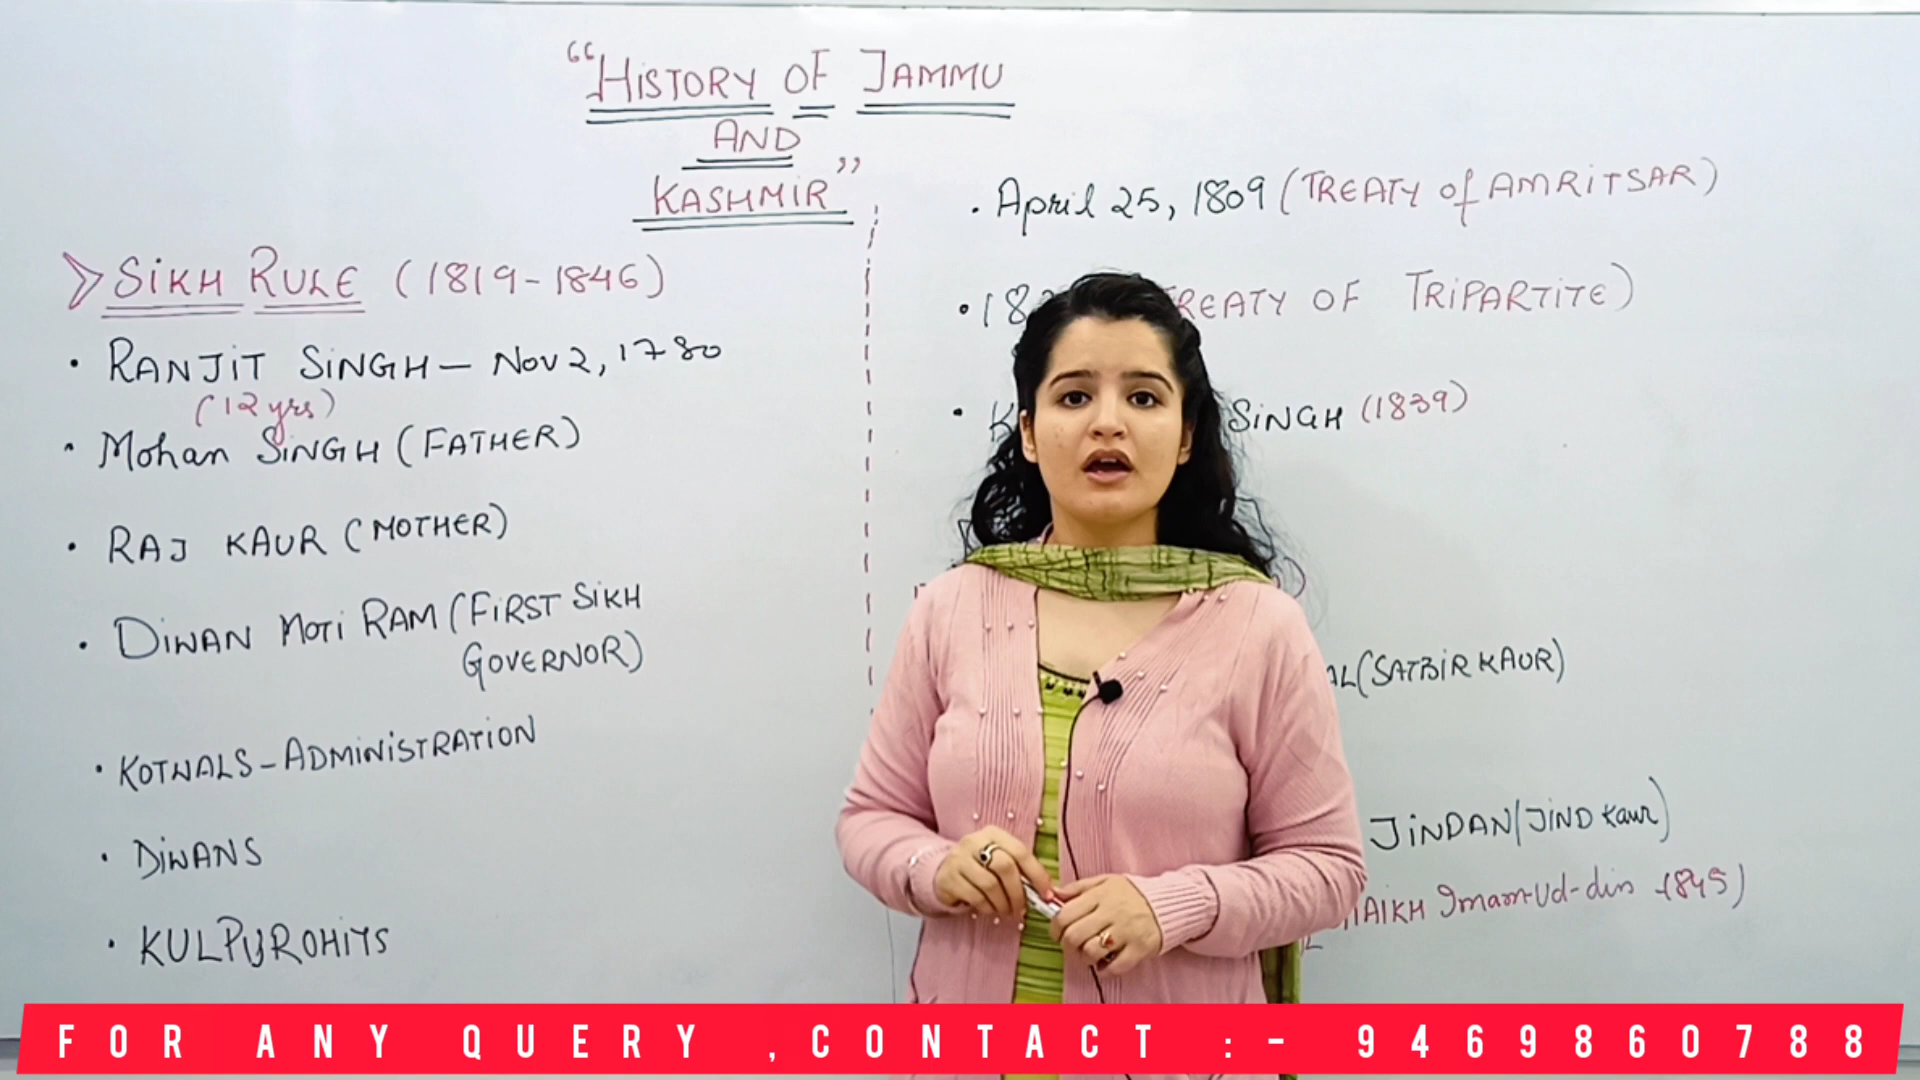 “HISTORY OF JAMMU
AND
KASHMIR”
SIKH RULE (1819-1846)
• RANJIT SINGH – Nov 2, 1780
(12 yrs)
• Mohan SINGH (FATHER)
• RAJ KAUR (MOTHER)
• DIWAN MOTI RAM (FIRST SIKH
GOVERNOR)
• KOTWALS – ADMINISTRATION
• DIWANS
• KULPUROHITS
• April 25, 1809 (TREATY of AMRITSAR)
• TREATY OF TRIPARTITE)
• SINGH (1839)
(SATBIR KAUR)
JINDAN (JIND Kaur)
Imam-Ud-din 1845)
FOR ANY QUERY ,CONTACT :- 9469860788